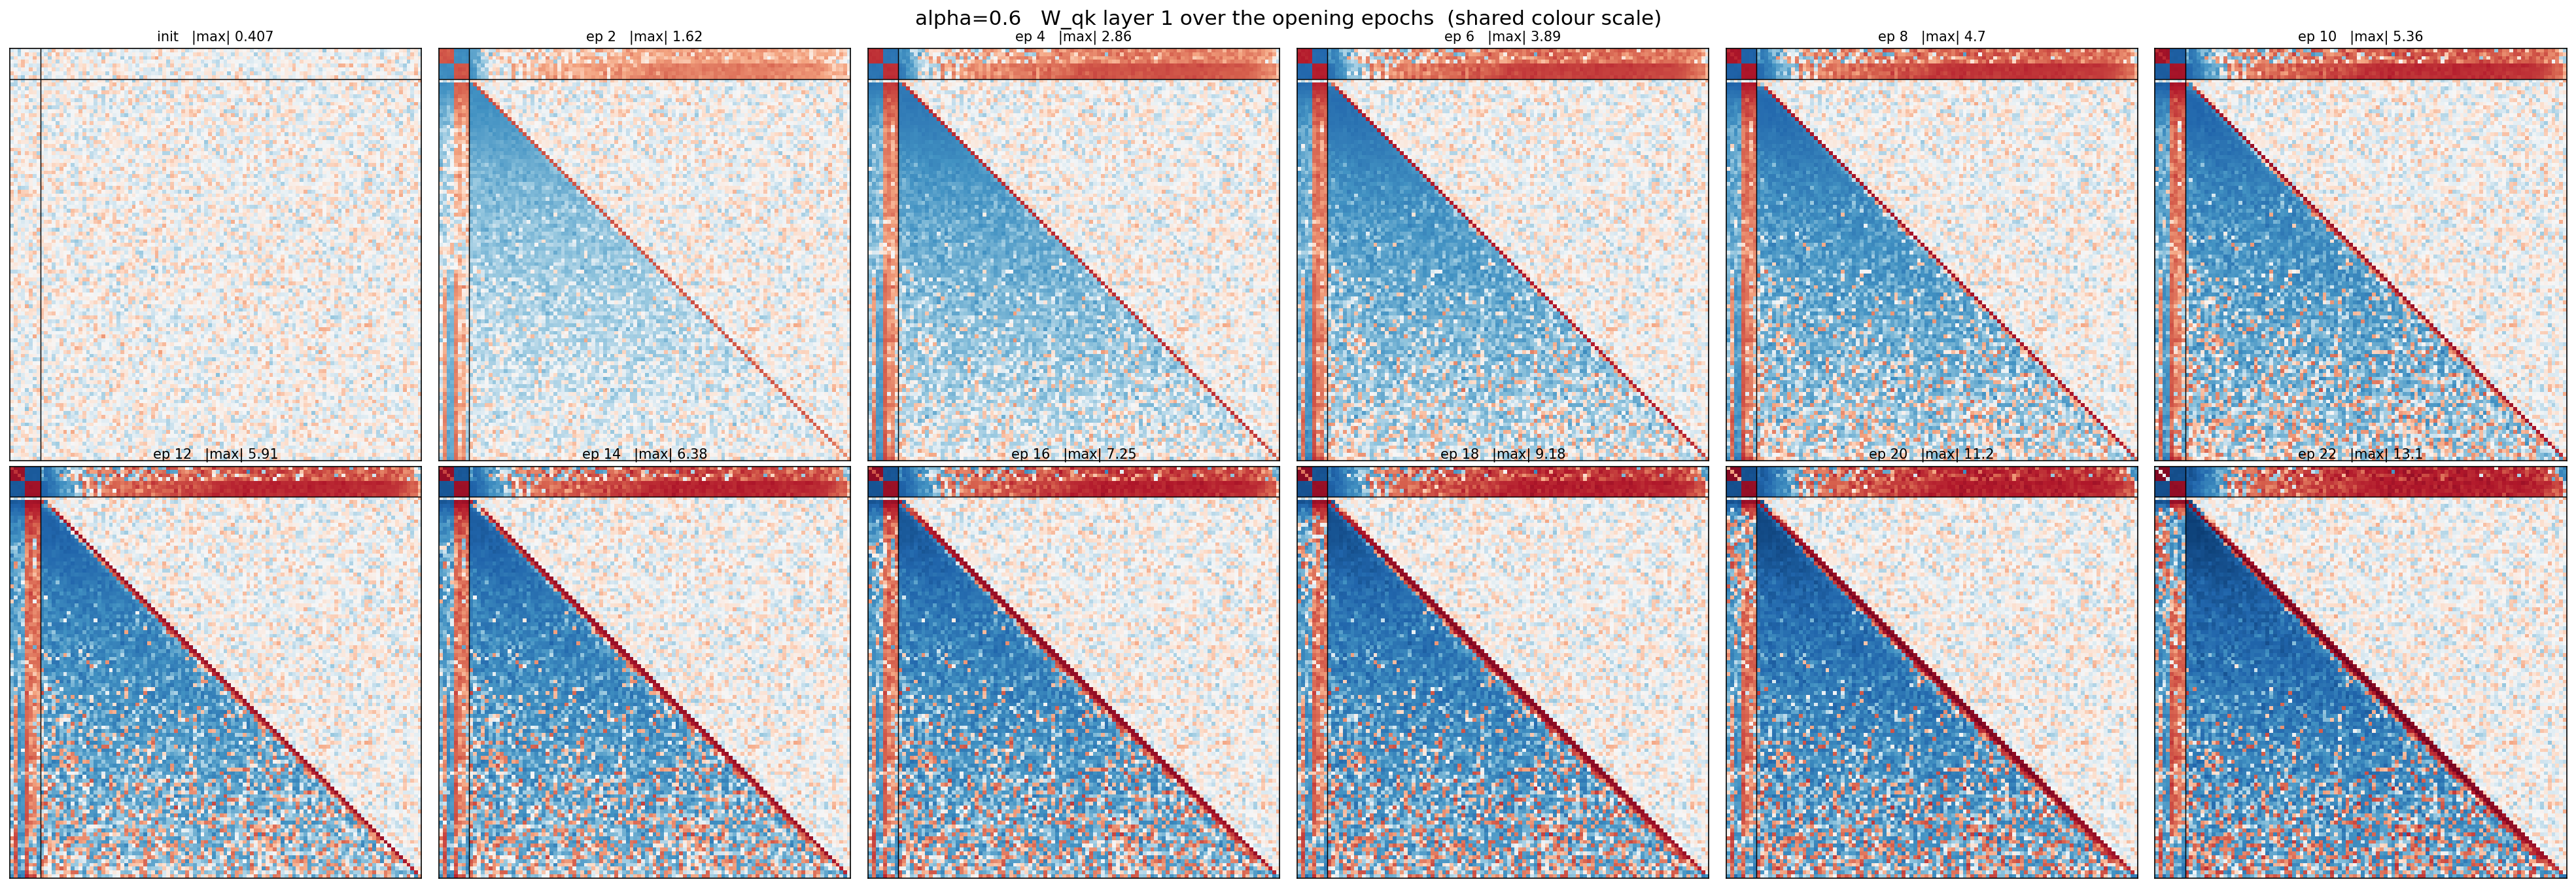 alpha=0.6   W_qk layer 1 over the opening epochs  (shared colour scale)
init   |max| 0.407
ep 2   |max| 1.62
ep 4   |max| 2.86
ep 6   |max| 3.89
ep 8   |max| 4.7
ep 10   |max| 5.36
ep 12   |max| 5.91
ep 14   |max| 6.38
ep 16   |max| 7.25
ep 18   |max| 9.18
ep 20   |max| 11.2
ep 22   |max| 13.1